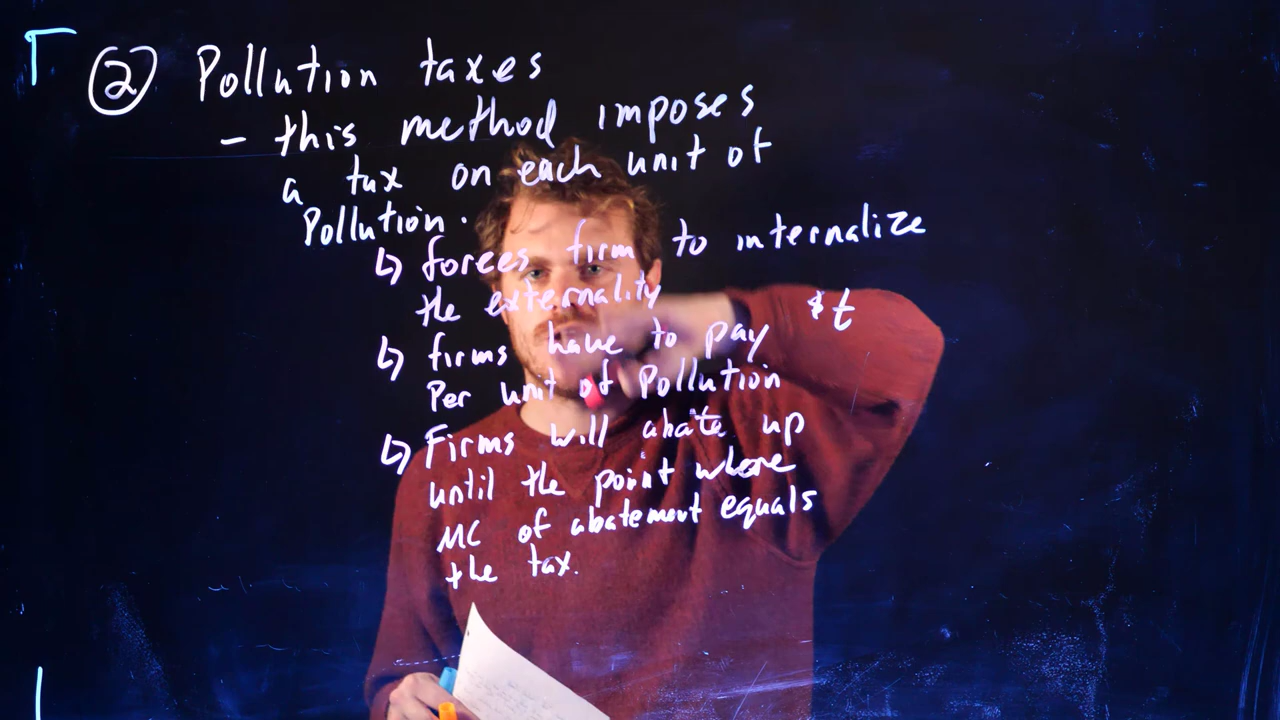 ② Pollution taxes
- this method imposes
a tax on each unit of
Pollution.
↳ forces firm to internalize
the externality
$t
↳ firms have to pay
Per unit of Pollution
↳ Firms will abate up
until the point where
MC of abatement equals
the tax.